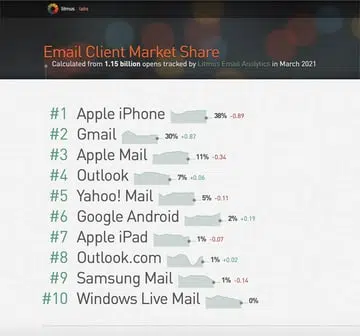 litmus labs
Email Client Market Share
Calculated from 1.15 billion opens tracked by Litmus Email Analytics in March 2021
#1 Apple iPhone 38% -0.89
#2 Gmail 30% +0.87
#3 Apple Mail 11% -0.34
#4 Outlook 7% +0.06
#5 Yahoo! Mail 5% -0.11
#6 Google Android 2% +0.19
#7 Apple iPad 1% -0.07
#8 Outlook.com 1% +0.02
#9 Samsung Mail 1% -0.14
#10 Windows Live Mail 0%